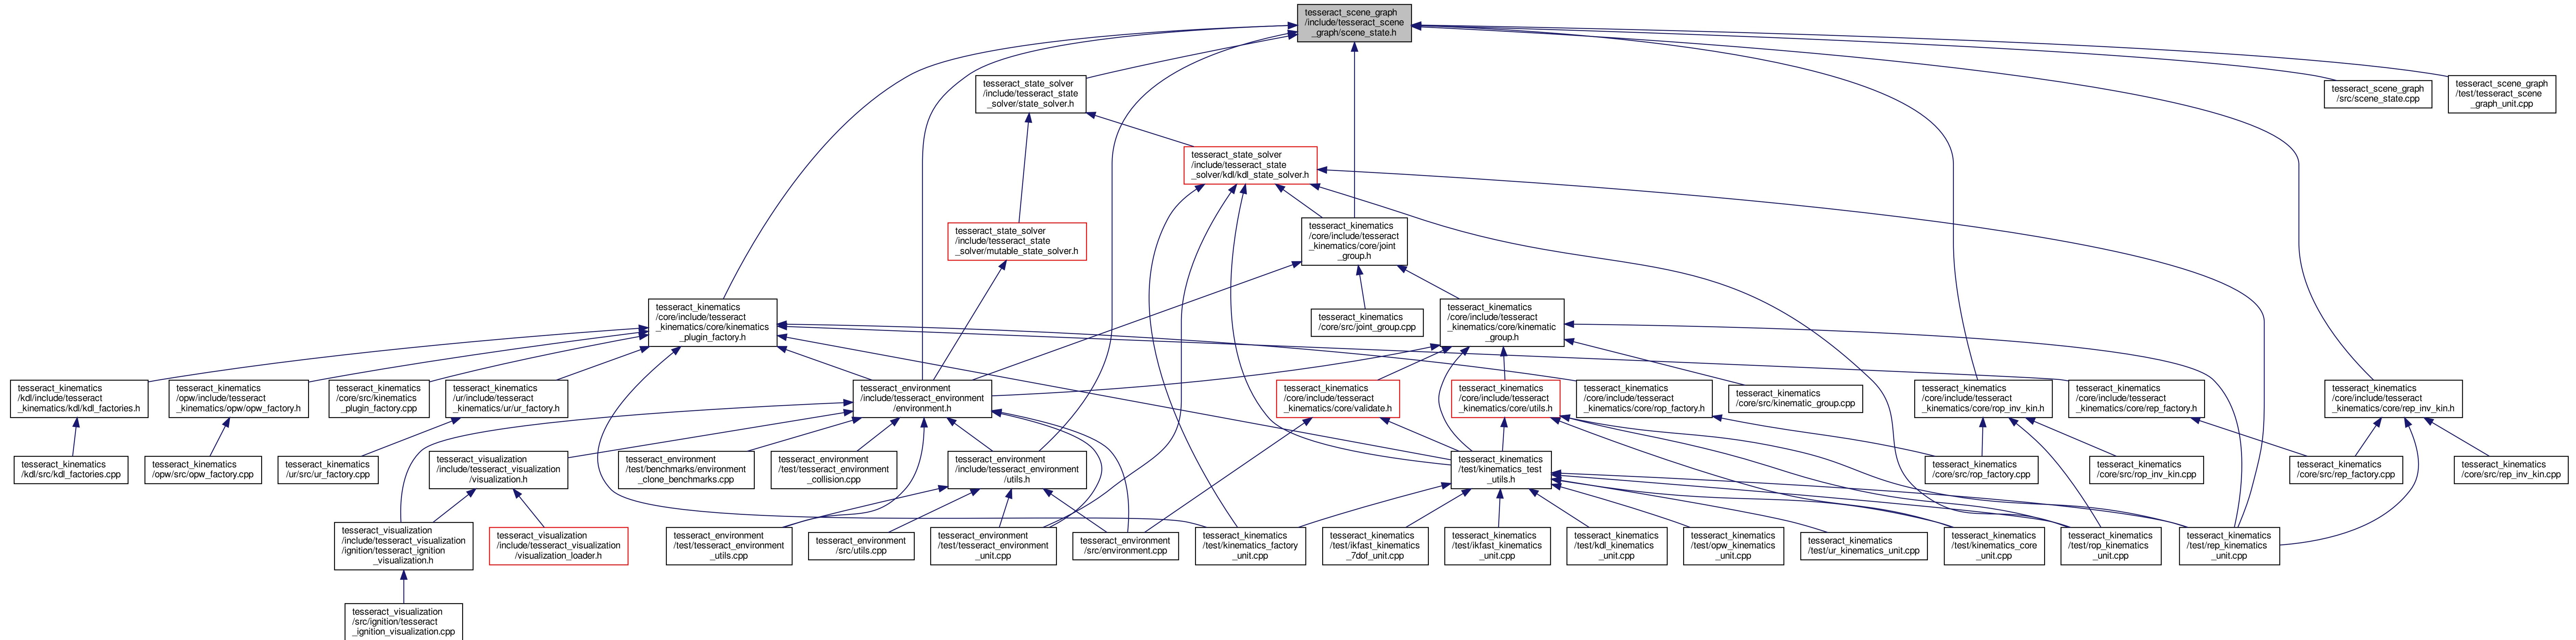 tesseract_scene_graph
/include/tesseract_scene
_graph/scene_state.h
tesseract_state_solver
/include/tesseract_state
_solver/state_solver.h
tesseract_scene_graph
/src/scene_state.cpp
tesseract_scene_graph
/test/tesseract_scene
_graph_unit.cpp
tesseract_state_solver
/include/tesseract_state
_solver/kdl/kdl_state_solver.h
tesseract_state_solver
/include/tesseract_state
_solver/mutable_state_solver.h
tesseract_kinematics
/core/include/tesseract
_kinematics/core/joint
_group.h
tesseract_kinematics
/core/include/tesseract
_kinematics/core/kinematics
_plugin_factory.h
tesseract_kinematics
/core/src/joint_group.cpp
tesseract_kinematics
/core/include/tesseract
_kinematics/core/kinematic
_group.h
tesseract_kinematics
/kdl/include/tesseract
_kinematics/kdl/kdl_factories.h
tesseract_kinematics
/opw/include/tesseract
_kinematics/opw/opw_factory.h
tesseract_kinematics
/core/src/kinematics
_plugin_factory.cpp
tesseract_kinematics
/ur/include/tesseract
_kinematics/ur/ur_factory.h
tesseract_environment
/include/tesseract_environment
/environment.h
tesseract_kinematics
/core/include/tesseract
_kinematics/core/validate.h
tesseract_kinematics
/core/include/tesseract
_kinematics/core/utils.h
tesseract_kinematics
/core/include/tesseract
_kinematics/core/rop_factory.h
tesseract_kinematics
/core/src/kinematic_group.cpp
tesseract_kinematics
/core/include/tesseract
_kinematics/core/rop_inv_kin.h
tesseract_kinematics
/core/include/tesseract
_kinematics/core/rep_factory.h
tesseract_kinematics
/core/include/tesseract
_kinematics/core/rep_inv_kin.h
tesseract_kinematics
/kdl/src/kdl_factories.cpp
tesseract_kinematics
/opw/src/opw_factory.cpp
tesseract_kinematics
/ur/src/ur_factory.cpp
tesseract_visualization
/include/tesseract_visualization
/visualization.h
tesseract_environment
/test/benchmarks/environment
_clone_benchmarks.cpp
tesseract_environment
/test/tesseract_environment
_collision.cpp
tesseract_environment
/include/tesseract_environment
/utils.h
tesseract_kinematics
/test/kinematics_test
_utils.h
tesseract_kinematics
/core/src/rop_factory.cpp
tesseract_kinematics
/core/src/rop_inv_kin.cpp
tesseract_kinematics
/core/src/rep_factory.cpp
tesseract_kinematics
/core/src/rep_inv_kin.cpp
tesseract_visualization
/include/tesseract_visualization
/ignition/tesseract_ignition
_visualization.h
tesseract_visualization
/include/tesseract_visualization
/visualization_loader.h
tesseract_environment
/test/tesseract_environment
_utils.cpp
tesseract_environment
/src/utils.cpp
tesseract_environment
/test/tesseract_environment
_unit.cpp
tesseract_environment
/src/environment.cpp
tesseract_kinematics
/test/kinematics_factory
_unit.cpp
tesseract_kinematics
/test/ikfast_kinematics
_7dof_unit.cpp
tesseract_kinematics
/test/ikfast_kinematics
_unit.cpp
tesseract_kinematics
/test/kdl_kinematics
_unit.cpp
tesseract_kinematics
/test/opw_kinematics
_unit.cpp
tesseract_kinematics
/test/ur_kinematics_unit.cpp
tesseract_kinematics
/test/kinematics_core
_unit.cpp
tesseract_kinematics
/test/rop_kinematics
_unit.cpp
tesseract_kinematics
/test/rep_kinematics
_unit.cpp
tesseract_visualization
/src/ignition/tesseract
_ignition_visualization.cpp